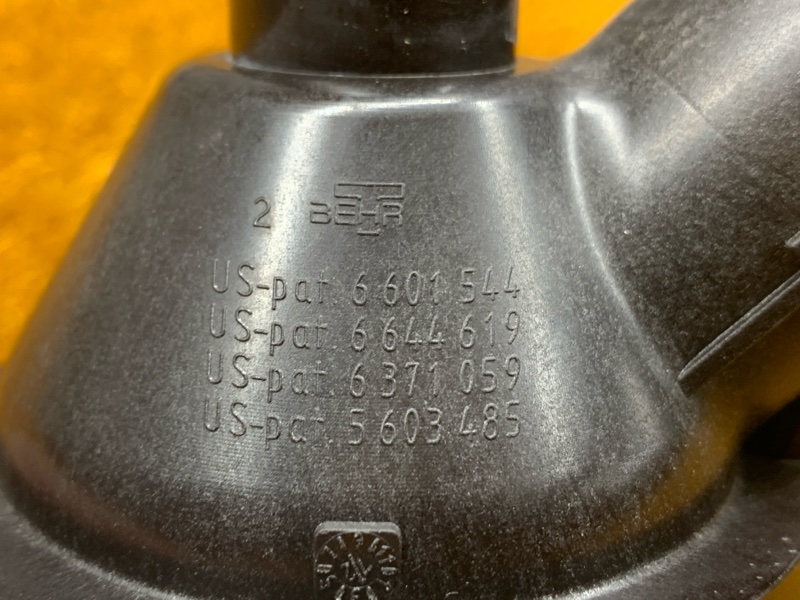 2 BEHR
US-pat. 6 601 544
US-pat. 6 644 619
US-pat. 6 371 059
US-pat. 5 603 485